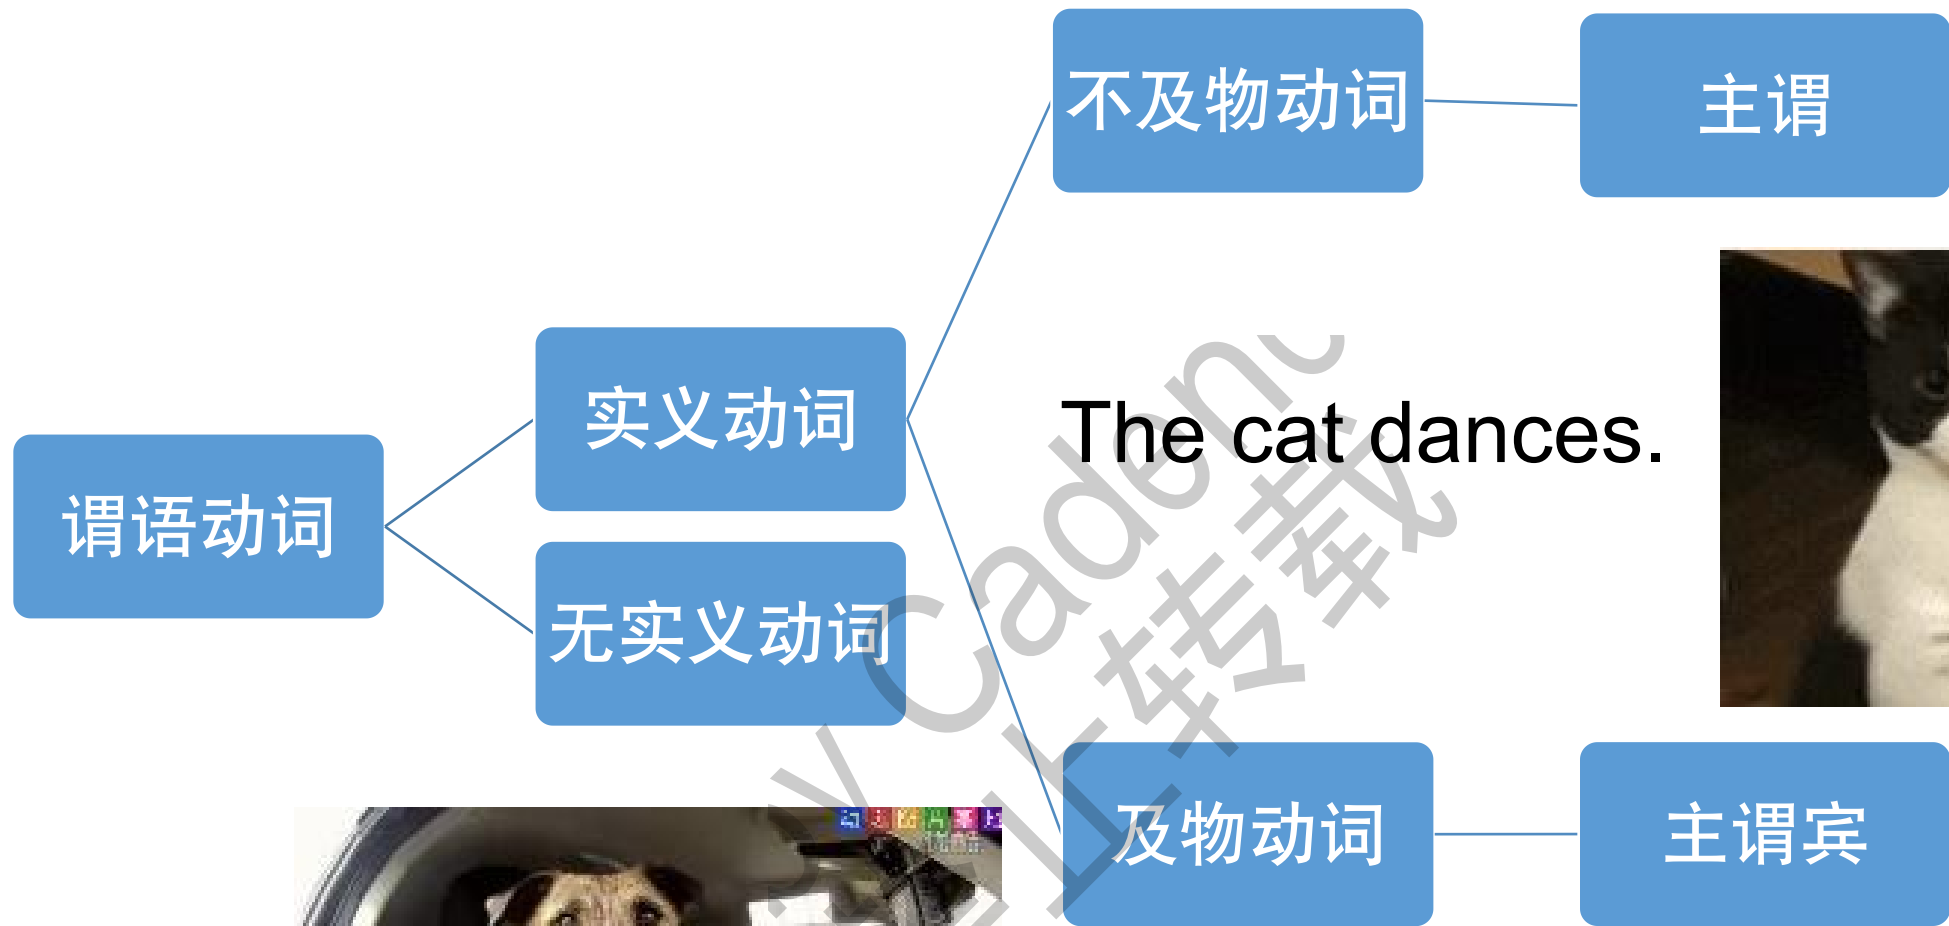 不及物动词
主谓
实义动词
The cat dances.
谓语动词
无实义动词
及物动词
主谓宾